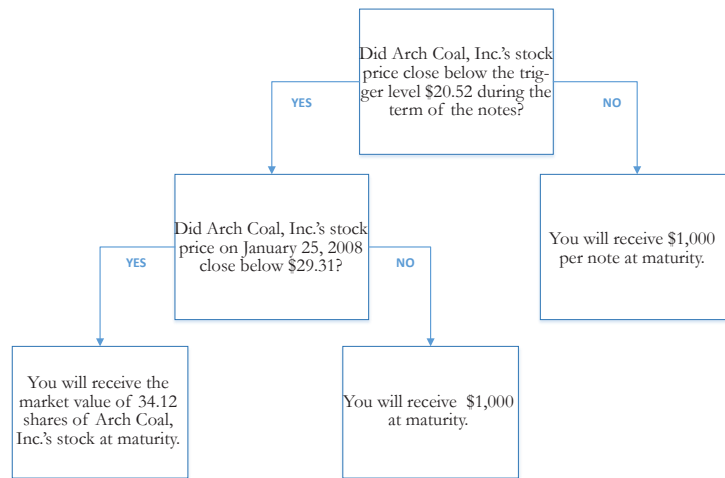 Did Arch Coal, Inc.'s stock
price close below the trig-
ger level $20.52 during the
term of the notes?
YES
NO
Did Arch Coal, Inc.'s stock
price on January 25, 2008
close below $29.31?
You will receive $1,000
per note at maturity.
YES
NO
You will receive the
market value of 34.12
shares of Arch Coal,
Inc.'s stock at maturity.
You will receive $1,000
at maturity.